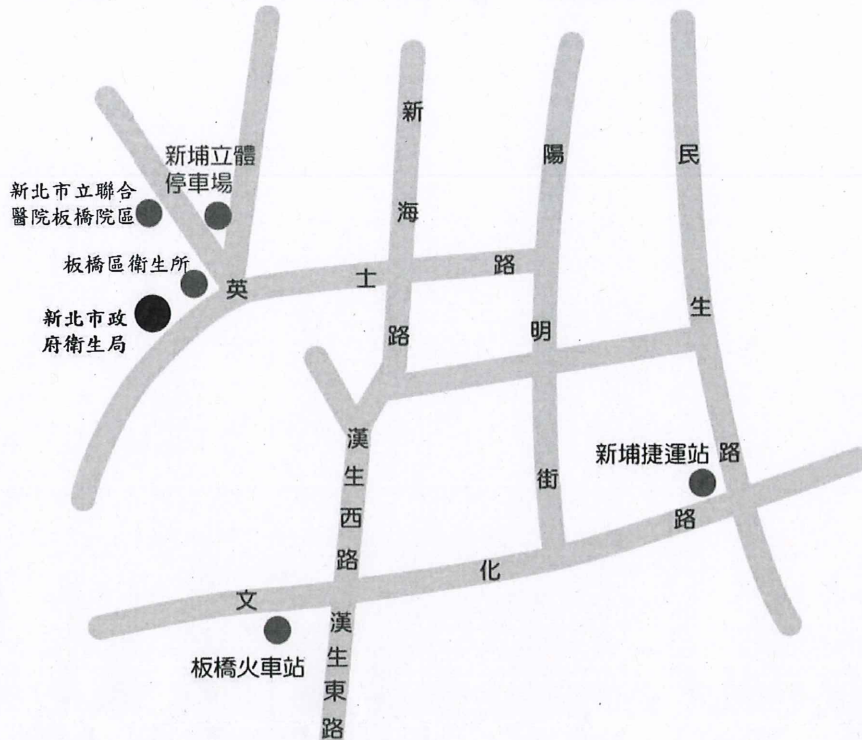 新埔立體
停車場
新北市立聯合
醫院板橋院區
板橋區衛生所
新北市政
府衛生局
英士路
新海路
陽明街
民生路
漢生西路
新埔捷運站
文化路
板橋火車站
漢生東路